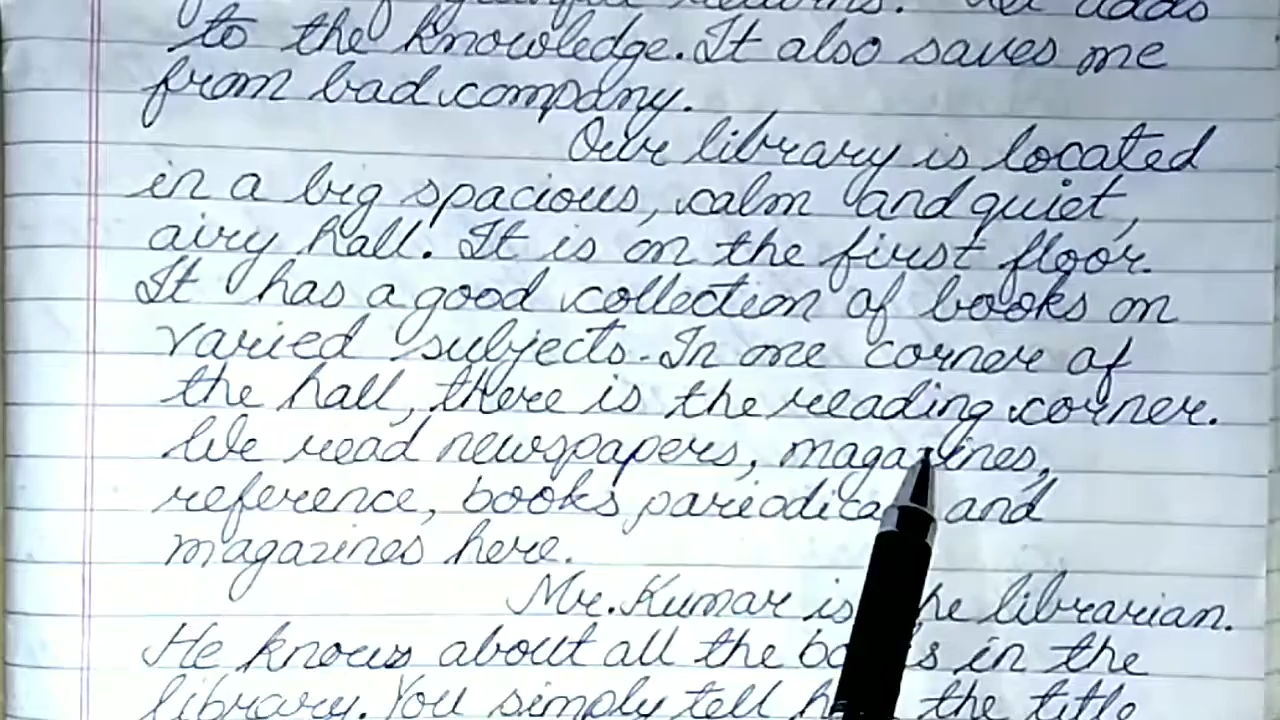 returns. It adds
to the knowledge. It also saves me
from bad company.
Our library is located
in a big spacious, calm and quiet,
airy hall. It is on the first floor.
It has a good collection of books on
varied subjects. In one corner of
the hall, there is the reading corner.
We read newspapers, magazines,
reference, books pariodical and
magazines here.
Mr. Kumar is the librarian.
He knows about all the books in the
library. You simply tell the title